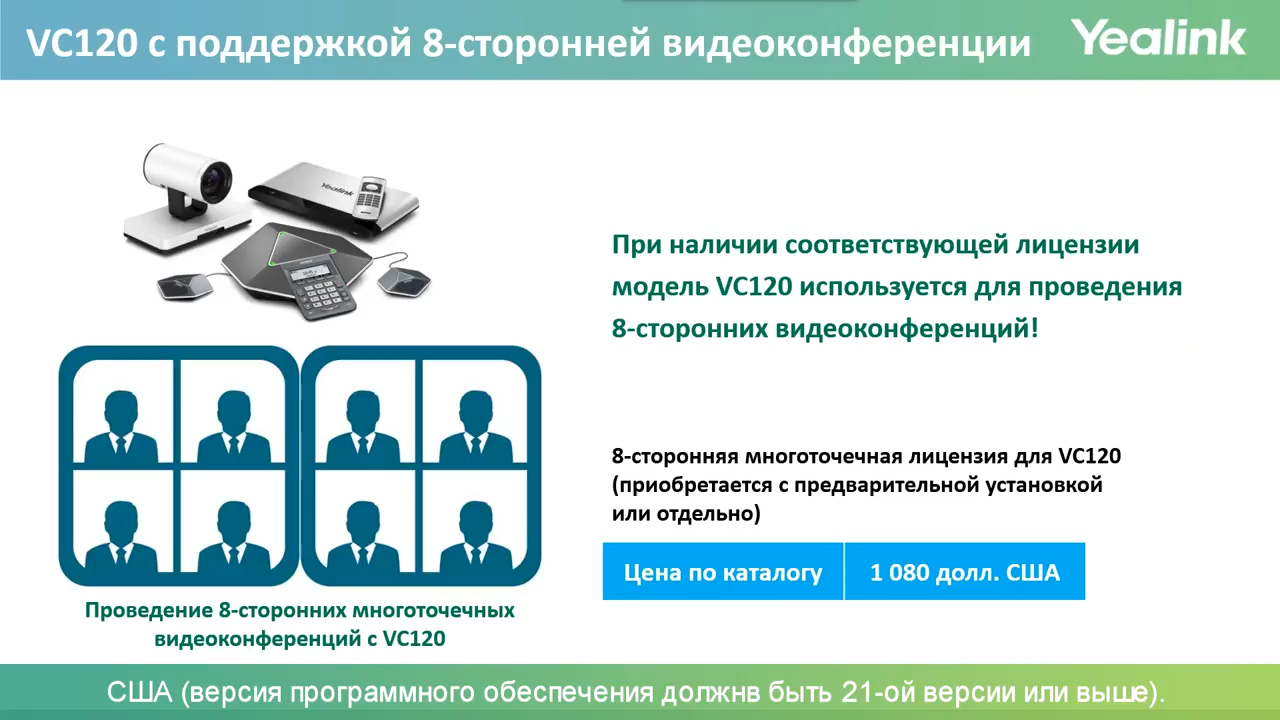 VC120 с поддержкой 8-сторонней видеоконференции
Yealink
Yealink
При наличии соответствующей лицензии
модель VC120 используется для проведения
8-сторонних видеоконференций!
8-сторонняя многоточечная лицензия для VC120
(приобретается с предварительной установкой
или отдельно)
Цена по каталогу
1 080 долл. США
Проведение 8-сторонних многоточечных
видеоконференций с VC120
США (версия программного обеспечения должнв быть 21-ой версии или выше).